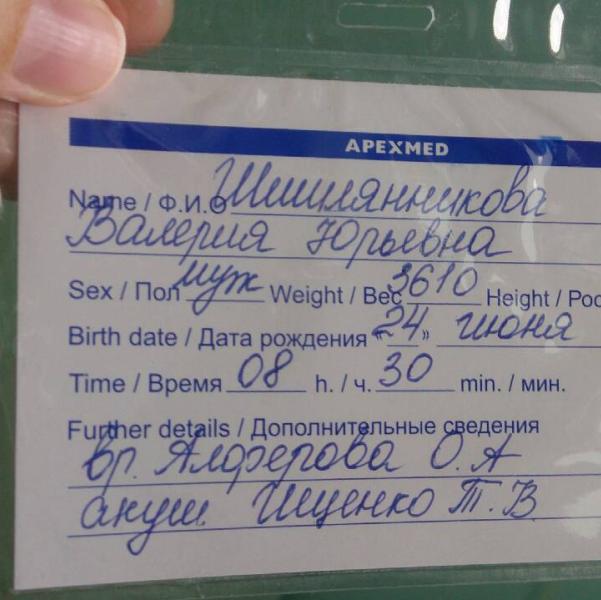 APEXMED
Name / Ф.И.О Шишлянникова
Валерия Юрьевна
Sex / Пол муж Weight / Вес 3610 Height / Рос
Birth date / Дата рождения «24» июня
Time / Время 08 h. / ч. 30 min. / мин.
Further details / Дополнительные сведения
вр. Алферова О.А
акуш Ищенко Т.В.